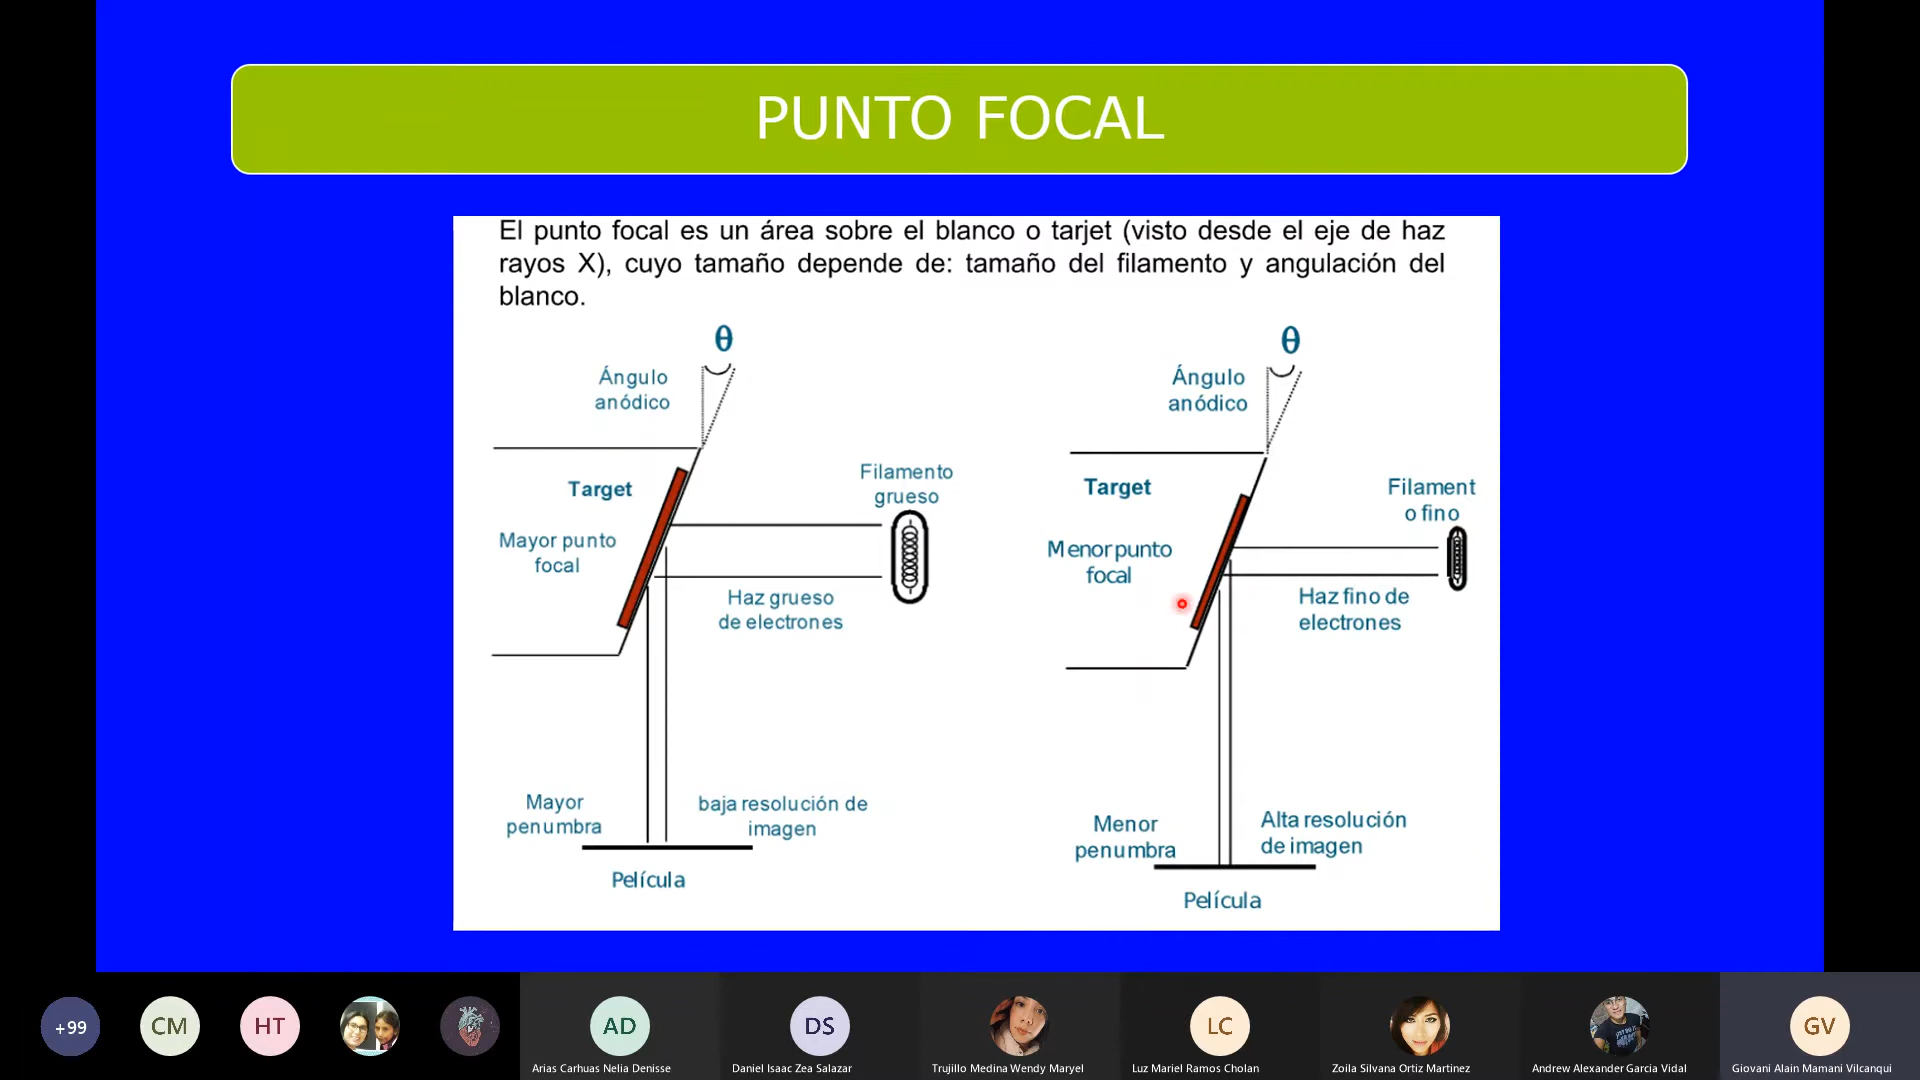 PUNTO FOCAL
El punto focal es un área sobre el blanco o tarjet (visto desde el eje de haz
rayos X), cuyo tamaño depende de: tamaño del filamento y angulación del
blanco.
θ
Ángulo
anódico
Target
Mayor punto
focal
Filamento
grueso
Haz grueso
de electrones
Mayor
penumbra
baja resolución de
imagen
Película
θ
Ángulo
anódico
Target
Menor punto
focal
Filament
o fino
Haz fino de
electrones
Menor
penumbra
Alta resolución
de imagen
Película
+99
CM
HT
AD
Arias Carhuas Nelia Denisse
DS
Daniel Isaac Zea Salazar
Trujillo Medina Wendy Maryel
LC
Luz Mariel Ramos Cholan
Zoila Silvana Ortiz Martinez
Andrew Alexander Garcia Vidal
GV
Giovani Alain Mamani Vilcanqui